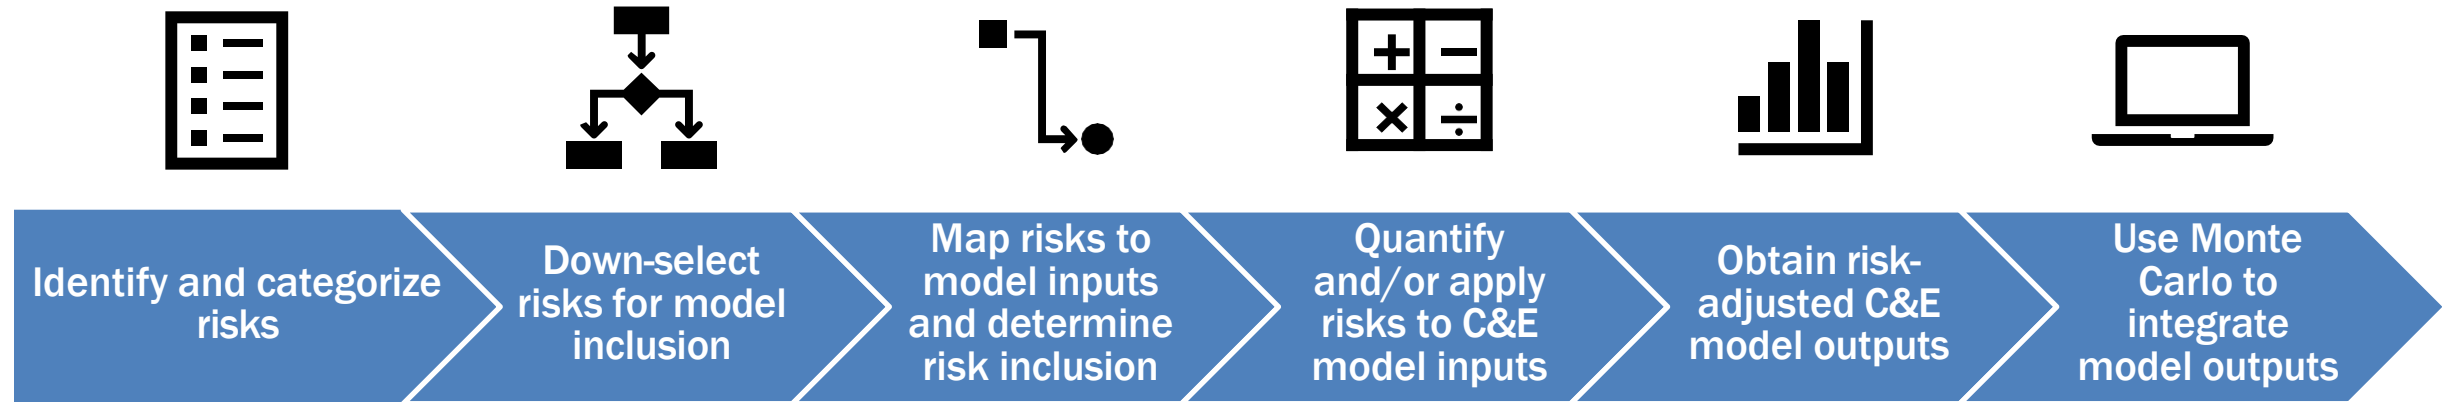 Identify and categorize
risks
Down-select
risks for model
inclusion
Map risks to
model inputs
and determine
risk inclusion
Quantify
and/or apply
risks to C&E
model inputs
Obtain risk-
adjusted C&E
model outputs
Use Monte
Carlo to
integrate
model outputs